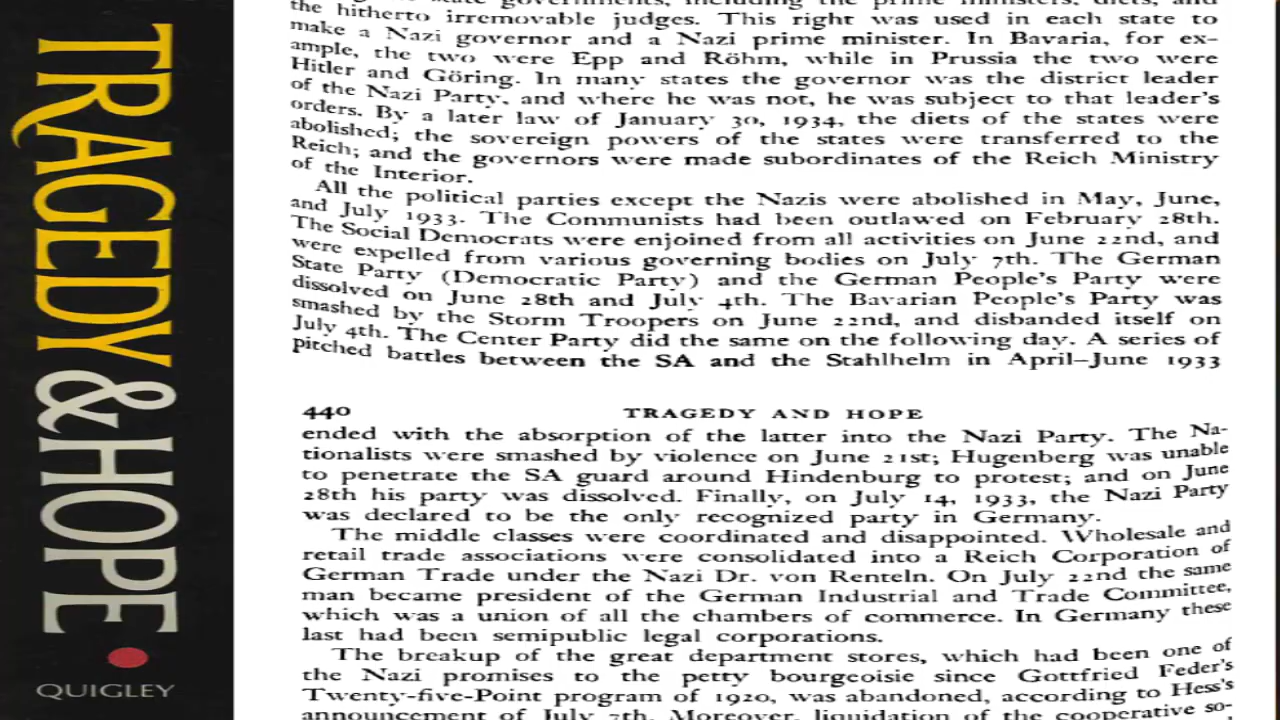 TRAGEDY & HOPE
QUIGLEY
the hitherto irremovable judges. This right was used in each state to
make a Nazi governor and a Nazi prime minister. In Bavaria, for ex-
ample, the two were Epp and Röhm, while in Prussia the two were
Hitler and Göring. In many states the governor was the district leader
of the Nazi Party, and where he was not, he was subject to that leader's
orders. By a later law of January 30, 1934, the diets of the states were
abolished; the sovereign powers of the states were transferred to the
Reich; and the governors were made subordinates of the Reich Ministry
of the Interior.
All the political parties except the Nazis were abolished in May, June,
and July 1933. The Communists had been outlawed on February 28th.
The Social Democrats were enjoined from all activities on June 22nd, and
were expelled from various governing bodies on July 7th. The German
State Party (Democratic Party) and the German People's Party were
dissolved on June 28th and July 4th. The Bavarian People's Party was
smashed by the Storm Troopers on June 22nd, and disbanded itself on
July 4th. The Center Party did the same on the following day. A series of
pitched battles between the SA and the Stahlhelm in April–June 1933
440 TRAGEDY AND HOPE
ended with the absorption of the latter into the Nazi Party. The Na-
tionalists were smashed by violence on June 21st; Hugenberg was unable
to penetrate the SA guard around Hindenburg to protest; and on June
28th his party was dissolved. Finally, on July 14, 1933, the Nazi Party
was declared to be the only recognized party in Germany.
The middle classes were coordinated and disappointed. Wholesale and
retail trade associations were consolidated into a Reich Corporation of
German Trade under the Nazi Dr. von Renteln. On July 22nd the same
man became president of the German Industrial and Trade Committee,
which was a union of all the chambers of commerce. In Germany these
last had been semipublic legal corporations.
The breakup of the great department stores, which had been one of
the Nazi promises to the petty bourgeoisie since Gottfried Feder's
Twenty-five-Point program of 1920, was abandoned, according to Hess's
announcement of July 7th. Moreover, liquidation of the cooperative so-